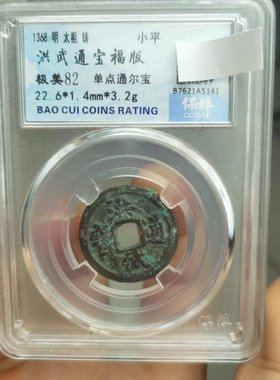 1368 明 太祖 铸 小平
洪武通宝福版
极美82 单点通尔宝
22.6*1.4mm*3.2g
BAO CUI COINS RATING
B7621A5141
保粹
GCBA